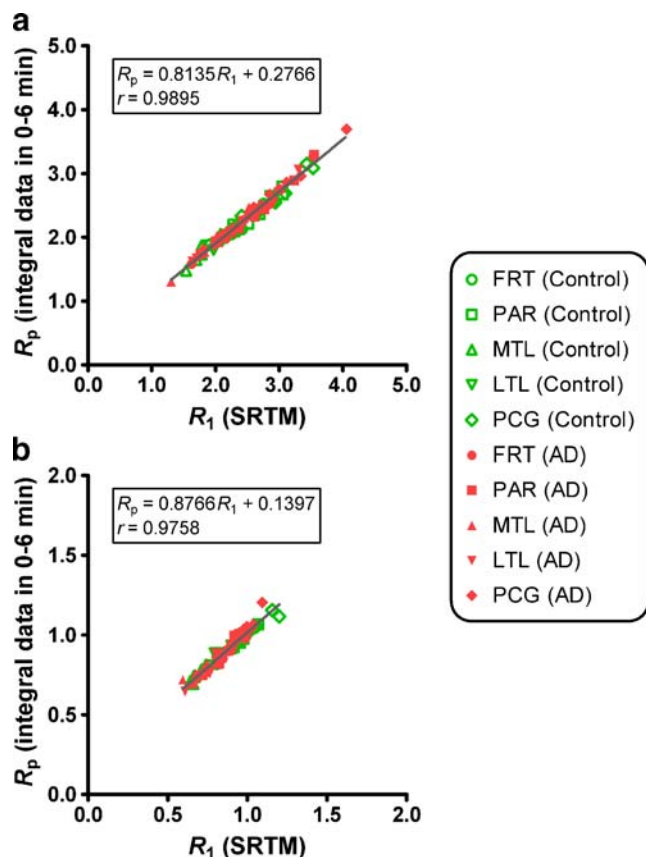 a
5.0
4.0
3.0
2.0
1.0
0.0
0.0 1.0 2.0 3.0 4.0 5.0
Rp (integral data in 0-6 min)
R1 (SRTM)
Rp = 0.8135R1 + 0.2766
r = 0.9895
b
2.0
1.5
1.0
0.5
0.0
0.0 0.5 1.0 1.5 2.0
Rp (integral data in 0-6 min)
R1 (SRTM)
Rp = 0.8766R1 + 0.1397
r = 0.9758
FRT (Control)
PAR (Control)
MTL (Control)
LTL (Control)
PCG (Control)
FRT (AD)
PAR (AD)
MTL (AD)
LTL (AD)
PCG (AD)